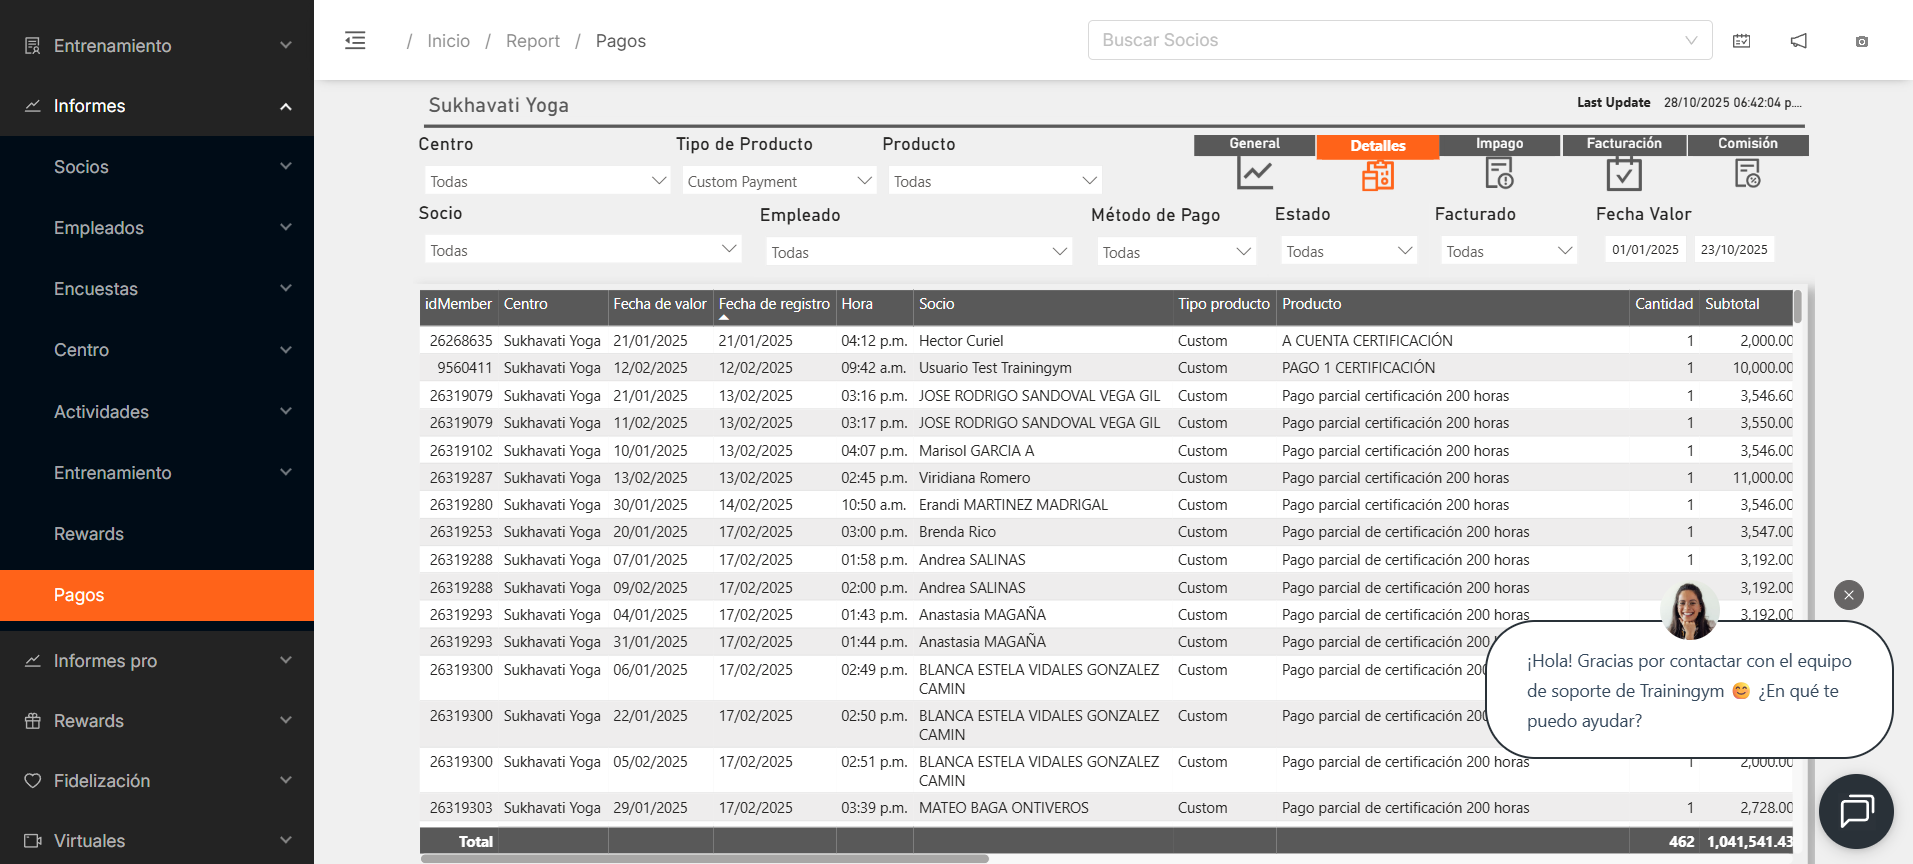 Entrenamiento
Informes
Socios
Empleados
Encuestas
Centro
Actividades
Entrenamiento
Rewards
Pagos
Informes pro
Rewards
Fidelización
Virtuales
/ Inicio / Report / Pagos
Buscar Socios
Sukhavati Yoga
Last Update 28/10/2025 06:42:04 p....
Centro Tipo de Producto Producto
Todas Custom Payment Todas
General Detalles Impago Facturación Comisión
Socio Empleado Método de Pago Estado Facturado Fecha Valor
Todas Todas Todas Todas Todas 01/01/2025 23/10/2025
idMember Centro Fecha de valor Fecha de registro Hora Socio Tipo producto Producto Cantidad Subtotal
26268635 Sukhavati Yoga 21/01/2025 21/01/2025 04:12 p.m. Hector Curiel Custom A CUENTA CERTIFICACIÓN 1 2,000.00
9560411 Sukhavati Yoga 12/02/2025 12/02/2025 09:42 a.m. Usuario Test Trainingym Custom PAGO 1 CERTIFICACIÓN 1 10,000.00
26319079 Sukhavati Yoga 21/01/2025 13/02/2025 03:16 p.m. JOSE RODRIGO SANDOVAL VEGA GIL Custom Pago parcial certificación 200 horas 1 3,546.60
26319079 Sukhavati Yoga 11/02/2025 13/02/2025 03:17 p.m. JOSE RODRIGO SANDOVAL VEGA GIL Custom Pago parcial certificación 200 horas 1 3,550.00
26319102 Sukhavati Yoga 10/01/2025 13/02/2025 04:07 p.m. Marisol GARCIA A Custom Pago parcial certificación 200 horas 1 3,546.00
26319287 Sukhavati Yoga 13/02/2025 13/02/2025 02:45 p.m. Viridiana Romero Custom Pago parcial certificación 200 horas 1 11,000.00
26319280 Sukhavati Yoga 30/01/2025 14/02/2025 10:50 a.m. Erandi MARTINEZ MADRIGAL Custom Pago parcial certificación 200 horas 1 3,546.00
26319253 Sukhavati Yoga 20/01/2025 17/02/2025 03:00 p.m. Brenda Rico Custom Pago parcial de certificación 200 horas 1 3,547.00
26319288 Sukhavati Yoga 07/01/2025 17/02/2025 01:58 p.m. Andrea SALINAS Custom Pago parcial de certificación 200 horas 1 3,192.00
26319288 Sukhavati Yoga 09/02/2025 17/02/2025 02:00 p.m. Andrea SALINAS Custom Pago parcial de certificación 200 horas 3,192.00
26319293 Sukhavati Yoga 04/01/2025 17/02/2025 01:43 p.m. Anastasia MAGAÑA Custom Pago parcial de certificación 200 horas 3,192.00
26319293 Sukhavati Yoga 31/01/2025 17/02/2025 01:44 p.m. Anastasia MAGAÑA Custom Pago parcial de certificación 200
26319300 Sukhavati Yoga 06/01/2025 17/02/2025 02:49 p.m. BLANCA ESTELA VIDALES GONZALEZ CAMIN Custom Pago parcial de certificación 200
26319300 Sukhavati Yoga 22/01/2025 17/02/2025 02:50 p.m. BLANCA ESTELA VIDALES GONZALEZ CAMIN Custom Pago parcial de certificación 200
26319300 Sukhavati Yoga 05/02/2025 17/02/2025 02:51 p.m. BLANCA ESTELA VIDALES GONZALEZ CAMIN Custom Pago parcial de certificación 200 horas 1 2,000.00
26319303 Sukhavati Yoga 29/01/2025 17/02/2025 03:39 p.m. MATEO BAGA ONTIVEROS Custom Pago parcial de certificación 200 horas 1 2,728.00
Total 462 1,041,541.43
¡Hola! Gracias por contactar con el equipo
de soporte de Trainingym 😊 ¿En qué te
puedo ayudar?